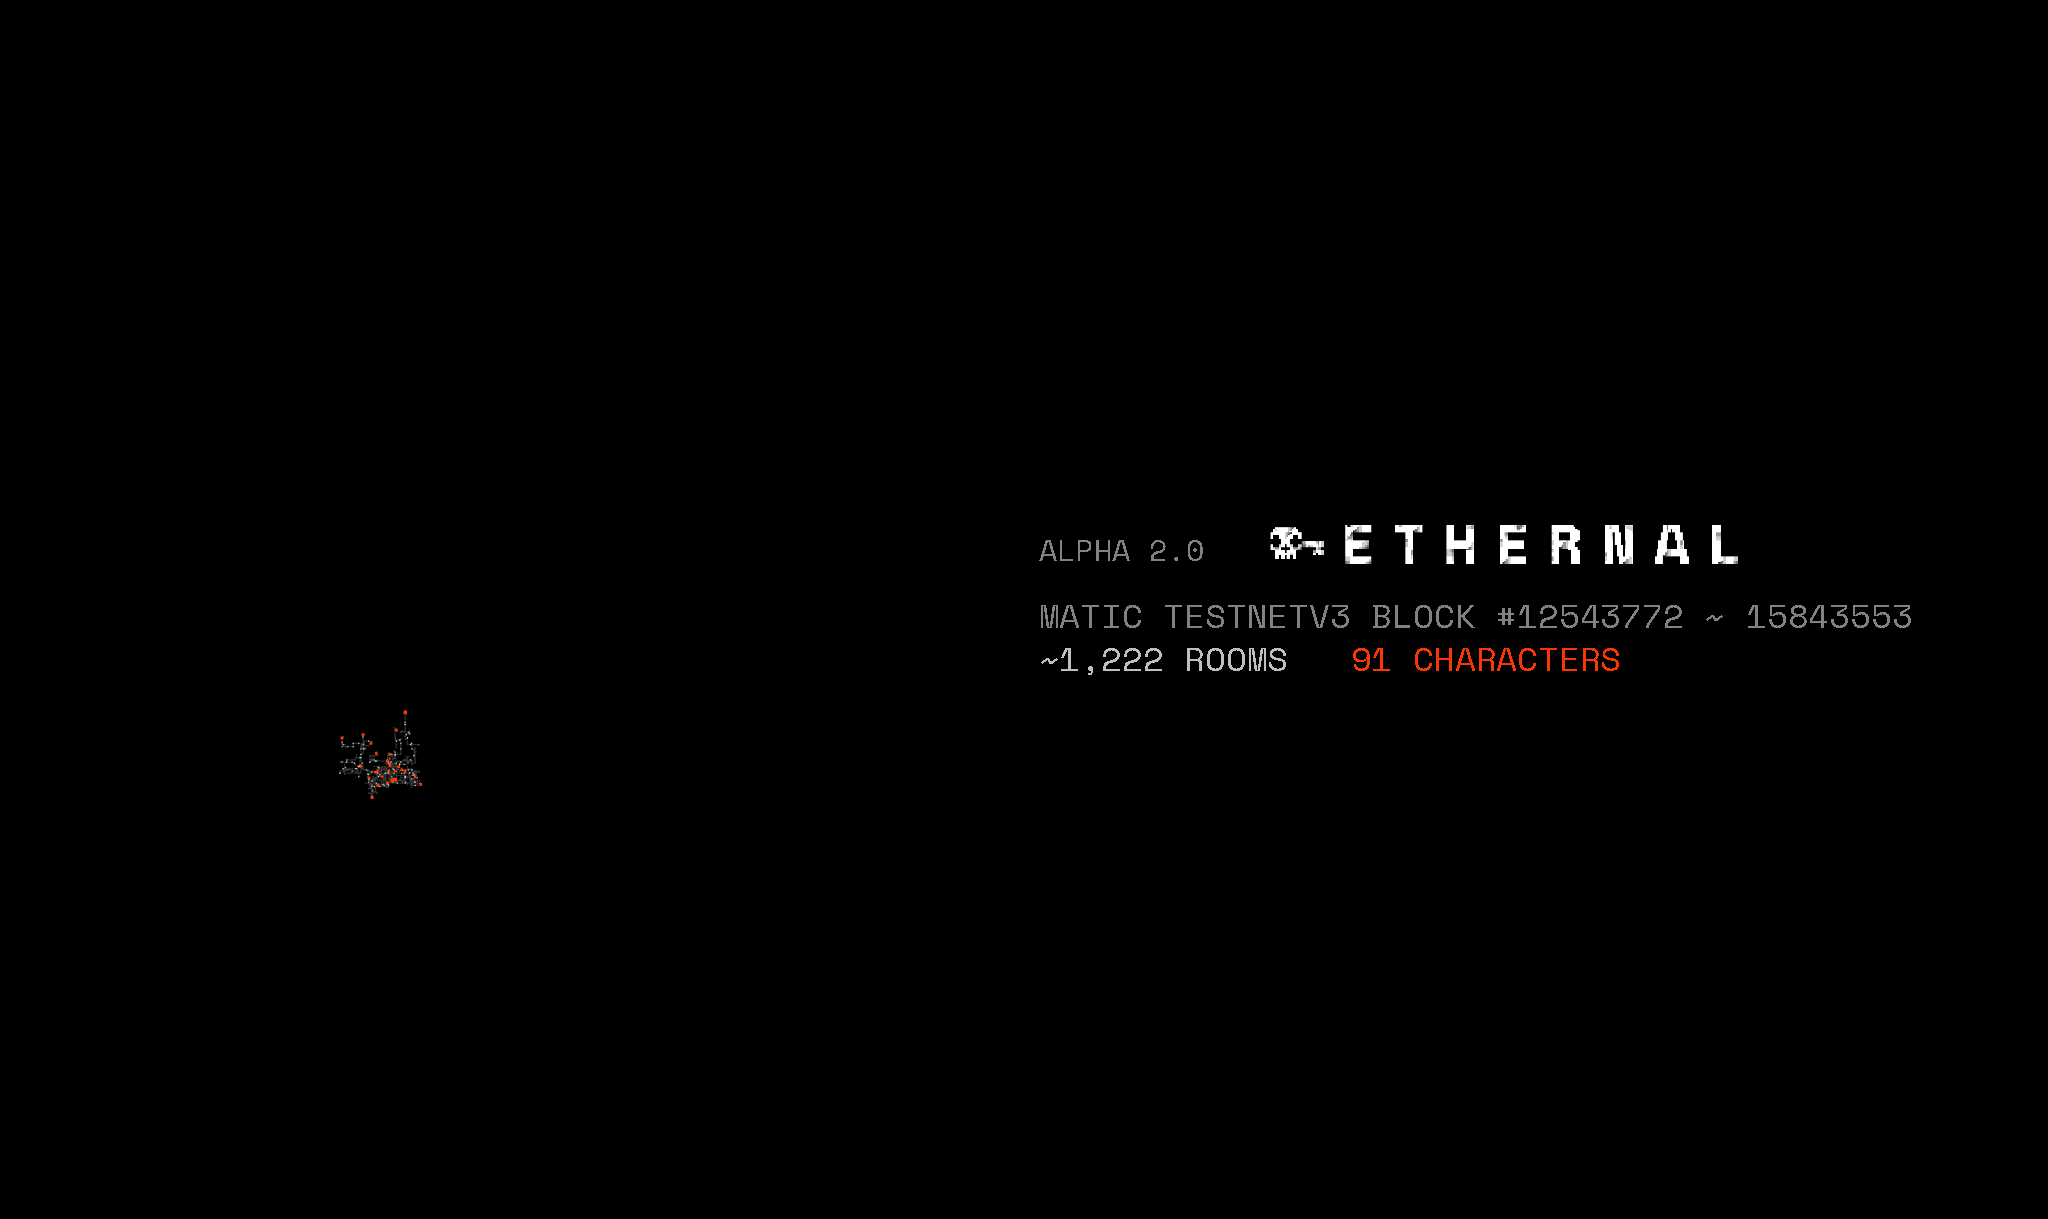 ALPHA 2.0 ETHERNAL
MATIC TESTNETV3 BLOCK #12543772 ~ 15843553
~1,222 ROOMS 91 CHARACTERS